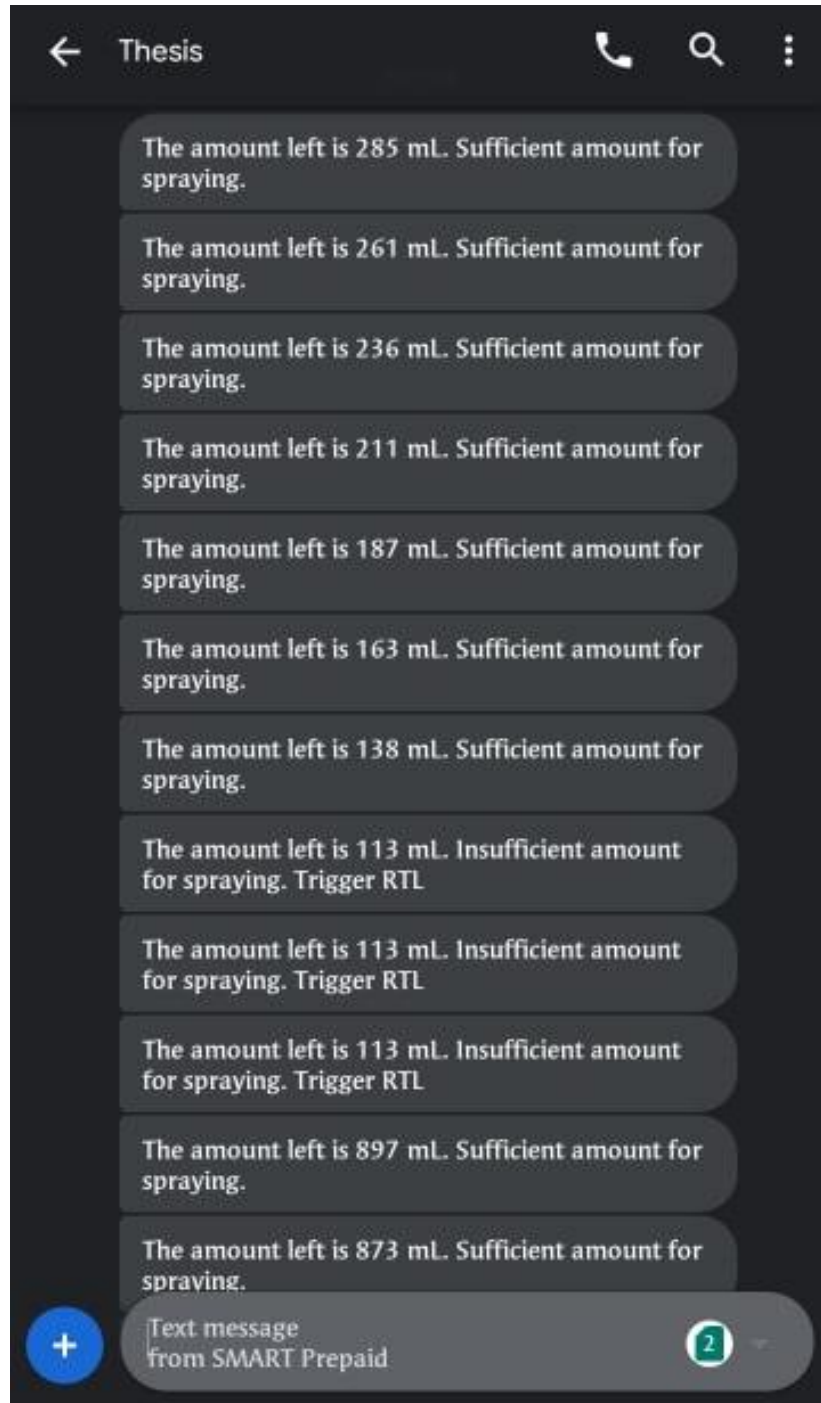 Thesis
The amount left is 285 mL. Sufficient amount for
spraying.
The amount left is 261 mL. Sufficient amount for
spraying.
The amount left is 236 mL. Sufficient amount for
spraying.
The amount left is 211 mL. Sufficient amount for
spraying.
The amount left is 187 mL. Sufficient amount for
spraying.
The amount left is 163 mL. Sufficient amount for
spraying.
The amount left is 138 mL. Sufficient amount for
spraying.
The amount left is 113 mL. Insufficient amount
for spraying. Trigger RTL
The amount left is 113 mL. Insufficient amount
for spraying. Trigger RTL
The amount left is 113 mL. Insufficient amount
for spraying. Trigger RTL
The amount left is 897 mL. Sufficient amount for
spraying.
The amount left is 873 mL. Sufficient amount for
spraying.
Text message
from SMART Prepaid
2